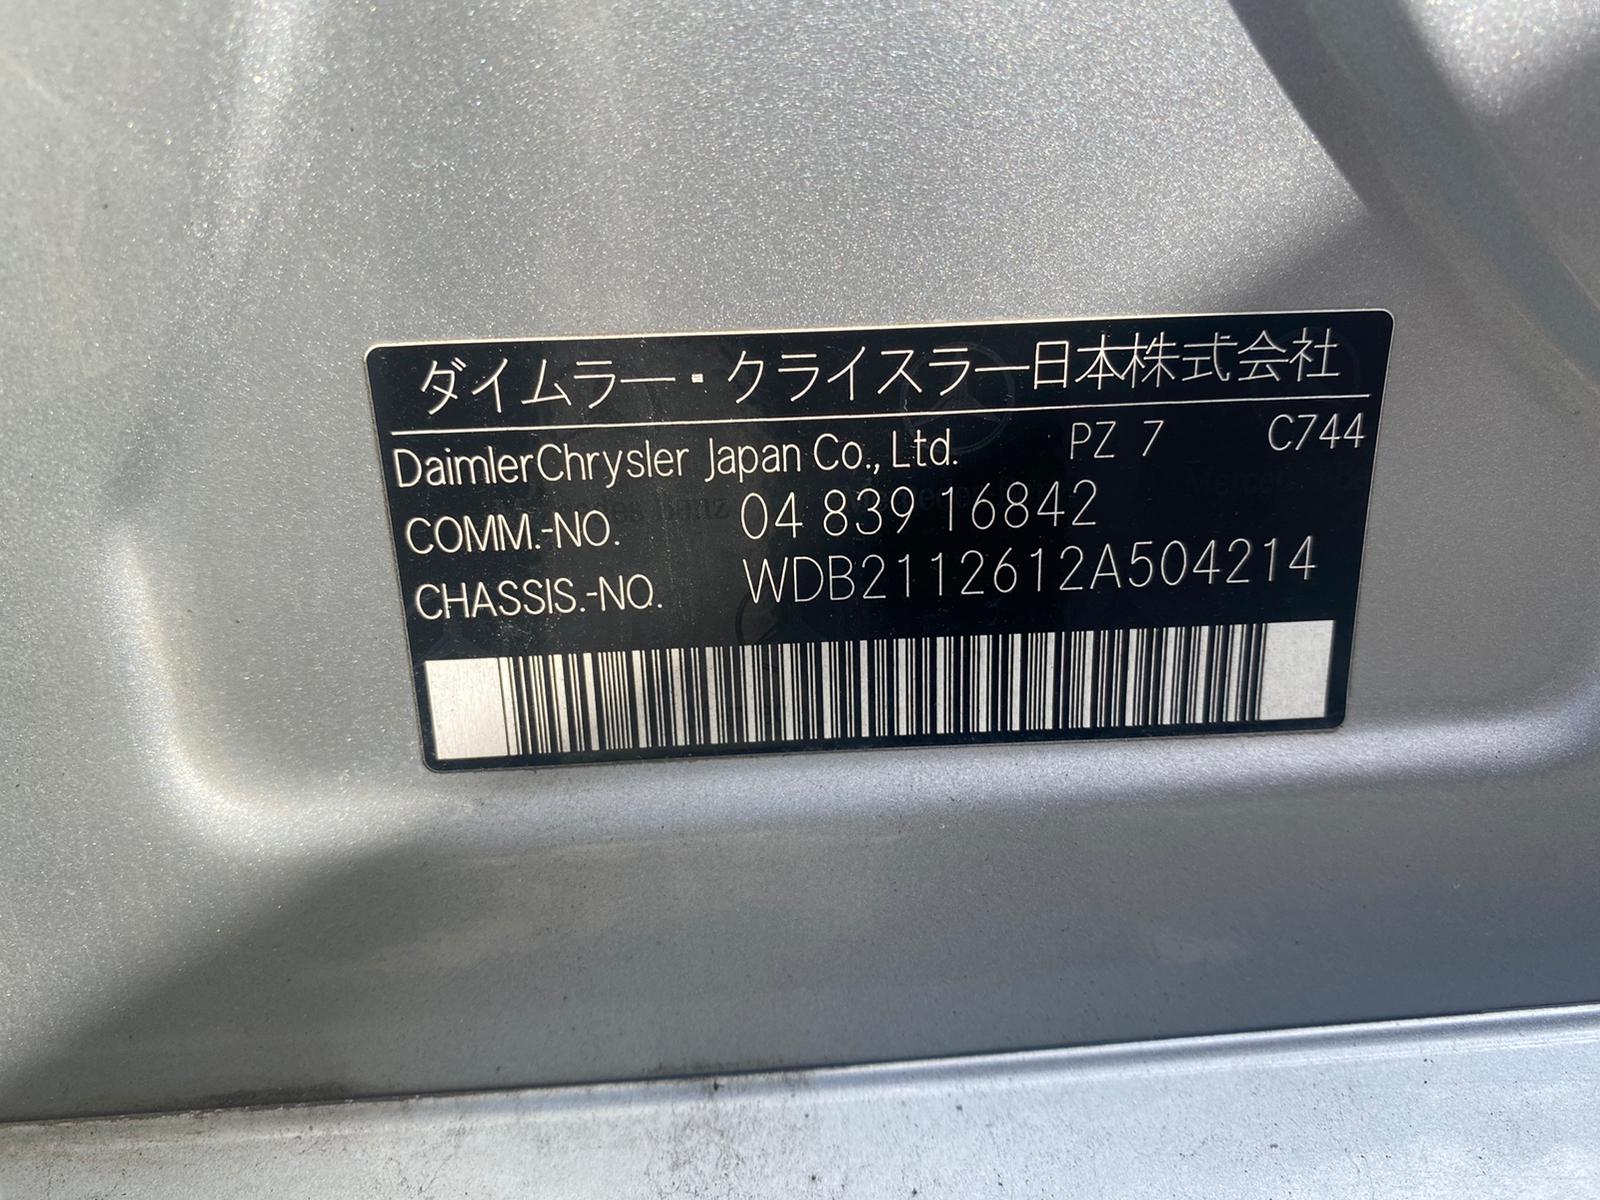 ダイムラー・クライスラー日本株式会社
DaimlerChrysler Japan Co., Ltd. PZ 7 C744
COMM.-NO. 04 839 16842
CHASSIS.-NO. WDB2112612A504214